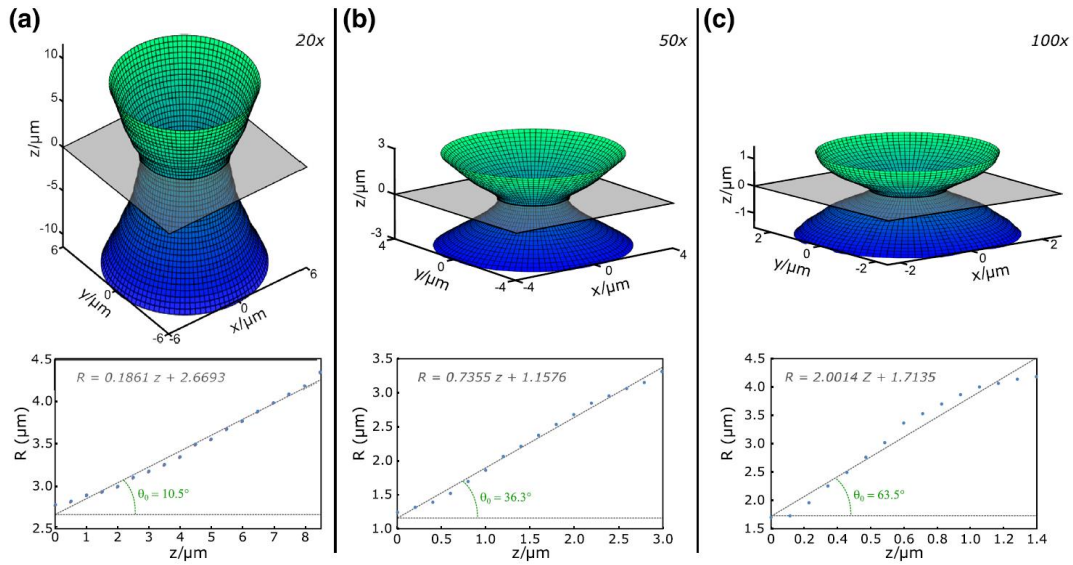 (a)
20x
10
5
0
-5
-10
z/μm
6
0
-6
y/μm
-6
0
6
x/μm
4.5
4.0
3.5
3.0
2.5
R (μm)
R = 0.1861 z + 2.6693
θ₀ = 10.5°
0 1 2 3 4 5 6 7 8
z/μm
(b)
50x
3
0
-3
z/μm
4
0
-4
y/μm
-4
0
4
x/μm
3.5
3.0
2.5
2.0
1.5
1.0
R (μm)
R = 0.7355 z + 1.1576
θ₀ = 36.3°
0 0.5 1.0 1.5 2.0 2.5 3.0
z/μm
(c)
100x
1
0
-1
z/μm
2
0
-2
y/μm
-2
0
2
x/μm
4.5
4.0
3.5
3.0
2.5
2.0
1.5
R (μm)
R = 2.0014 Z + 1.7135
θ₀ = 63.5°
0 0.2 0.4 0.6 0.8 1.0 1.2 1.4
z/μm